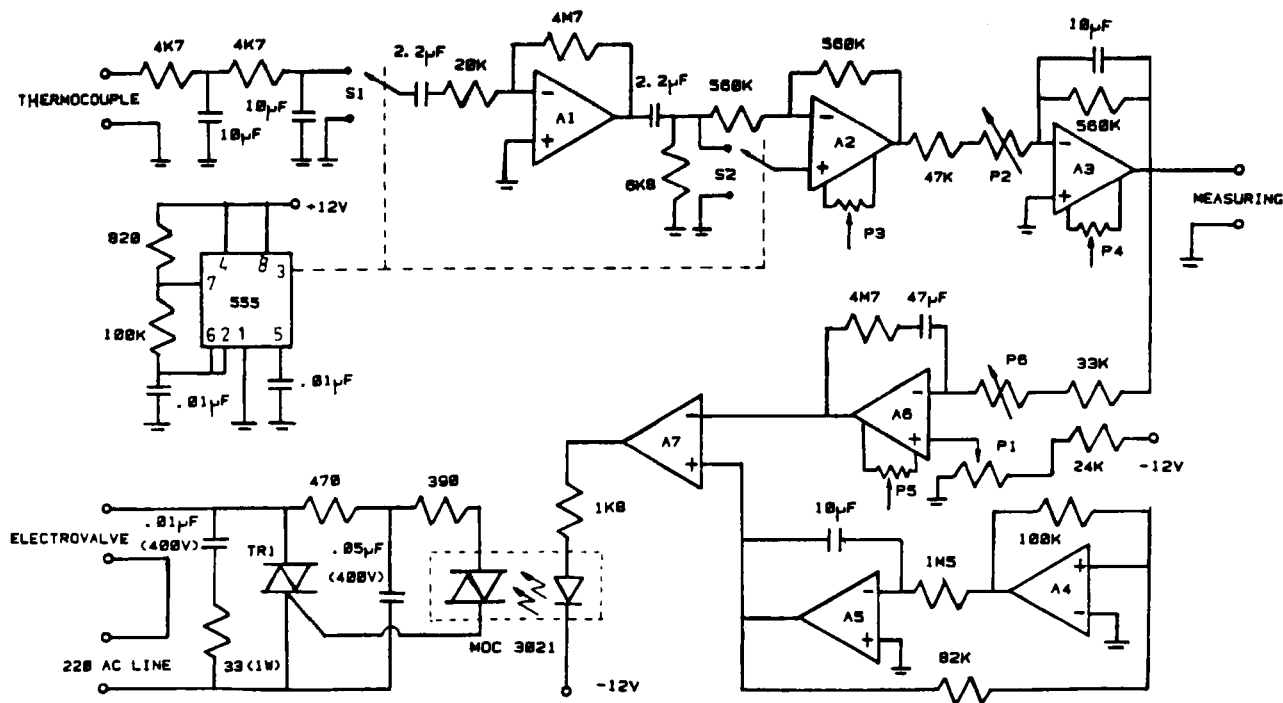 4K7
4K7
2.2µF
20K
4M7
2.2µF
560K
560K
10µF
560K
THERMOCOUPLE
10µF
10µF
S1
A1
6K8
S2
A2
P3
47K
P2
A3
P4
MEASURING
+12V
820
4
8
3
7
555
100K
6
2
1
5
.01µF
.01µF
4M7
47µF
P6
33K
A6
P5
P1
24K
-12V
A7
470
390
1K8
.01µF
(400V)
ELECTROVALVE
TR1
.05µF
(400V)
10µF
100K
1M5
A4
A5
MOC 3021
220 AC LINE
33(1W)
-12V
82K